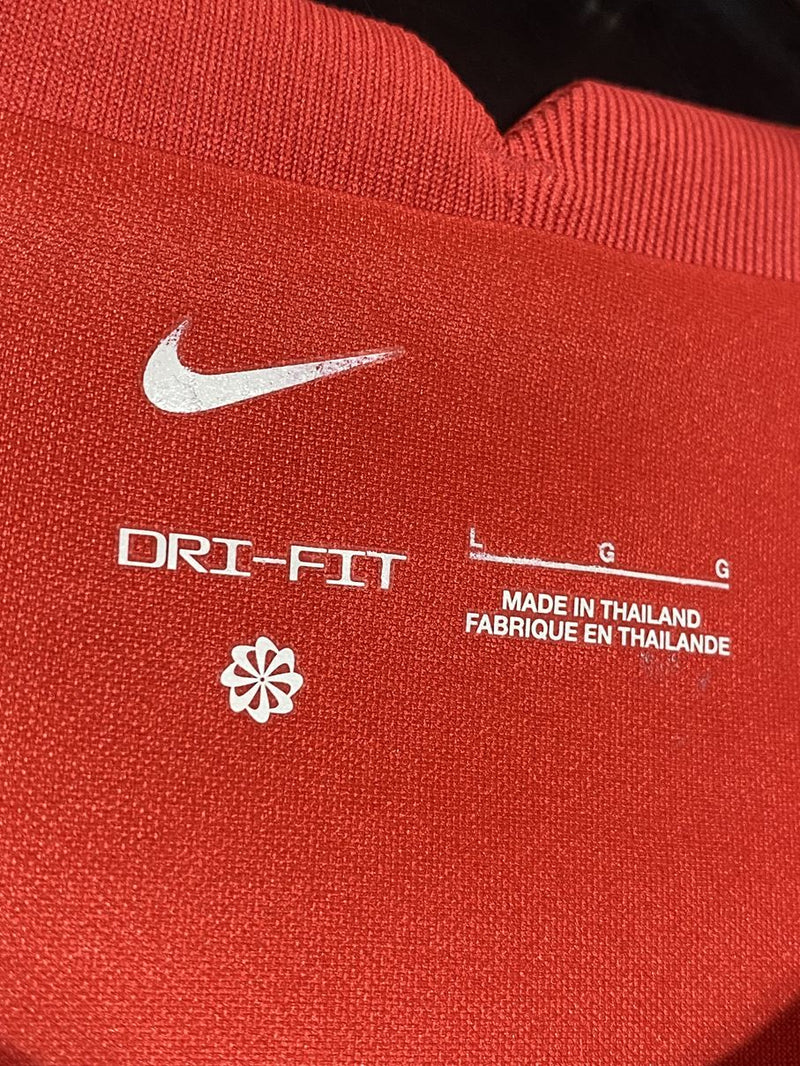 DRI-FIT
L G G
MADE IN THAILAND
FABRIQUE EN THAILANDE